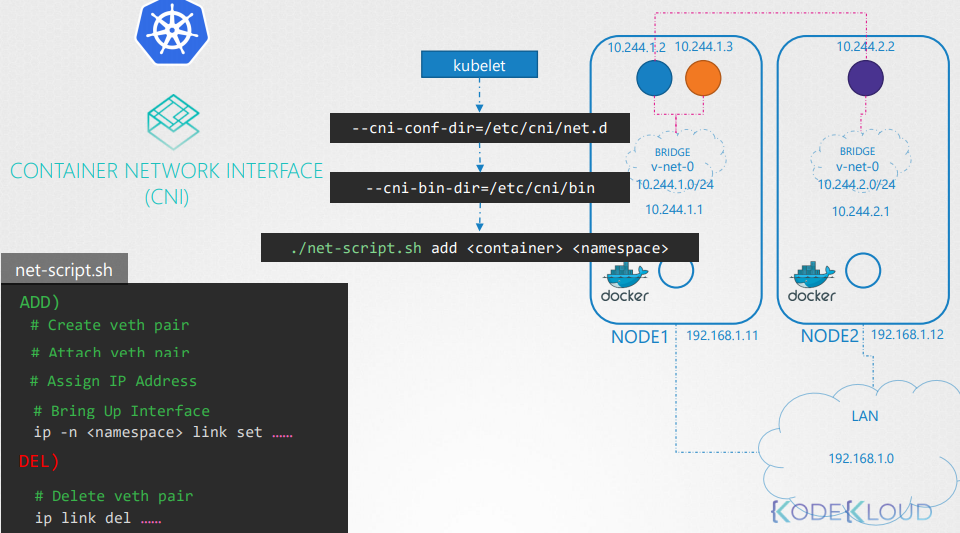 CONTAINER NETWORK INTERFACE
(CNI)
kubelet
--cni-conf-dir=/etc/cni/net.d
--cni-bin-dir=/etc/cni/bin
./net-script.sh add <container> <namespace>
net-script.sh
ADD)
# Create veth pair
# Attach veth pair
# Assign IP Address
# Bring Up Interface
ip -n <namespace> link set ……
DEL)
# Delete veth pair
ip link del ……
10.244.1.2
10.244.1.3
BRIDGE
v-net-0
10.244.1.0/24
10.244.1.1
docker
NODE1
192.168.1.11
10.244.2.2
BRIDGE
v-net-0
10.244.2.0/24
10.244.2.1
docker
NODE2
192.168.1.12
LAN
192.168.1.0
KODEKLOUD